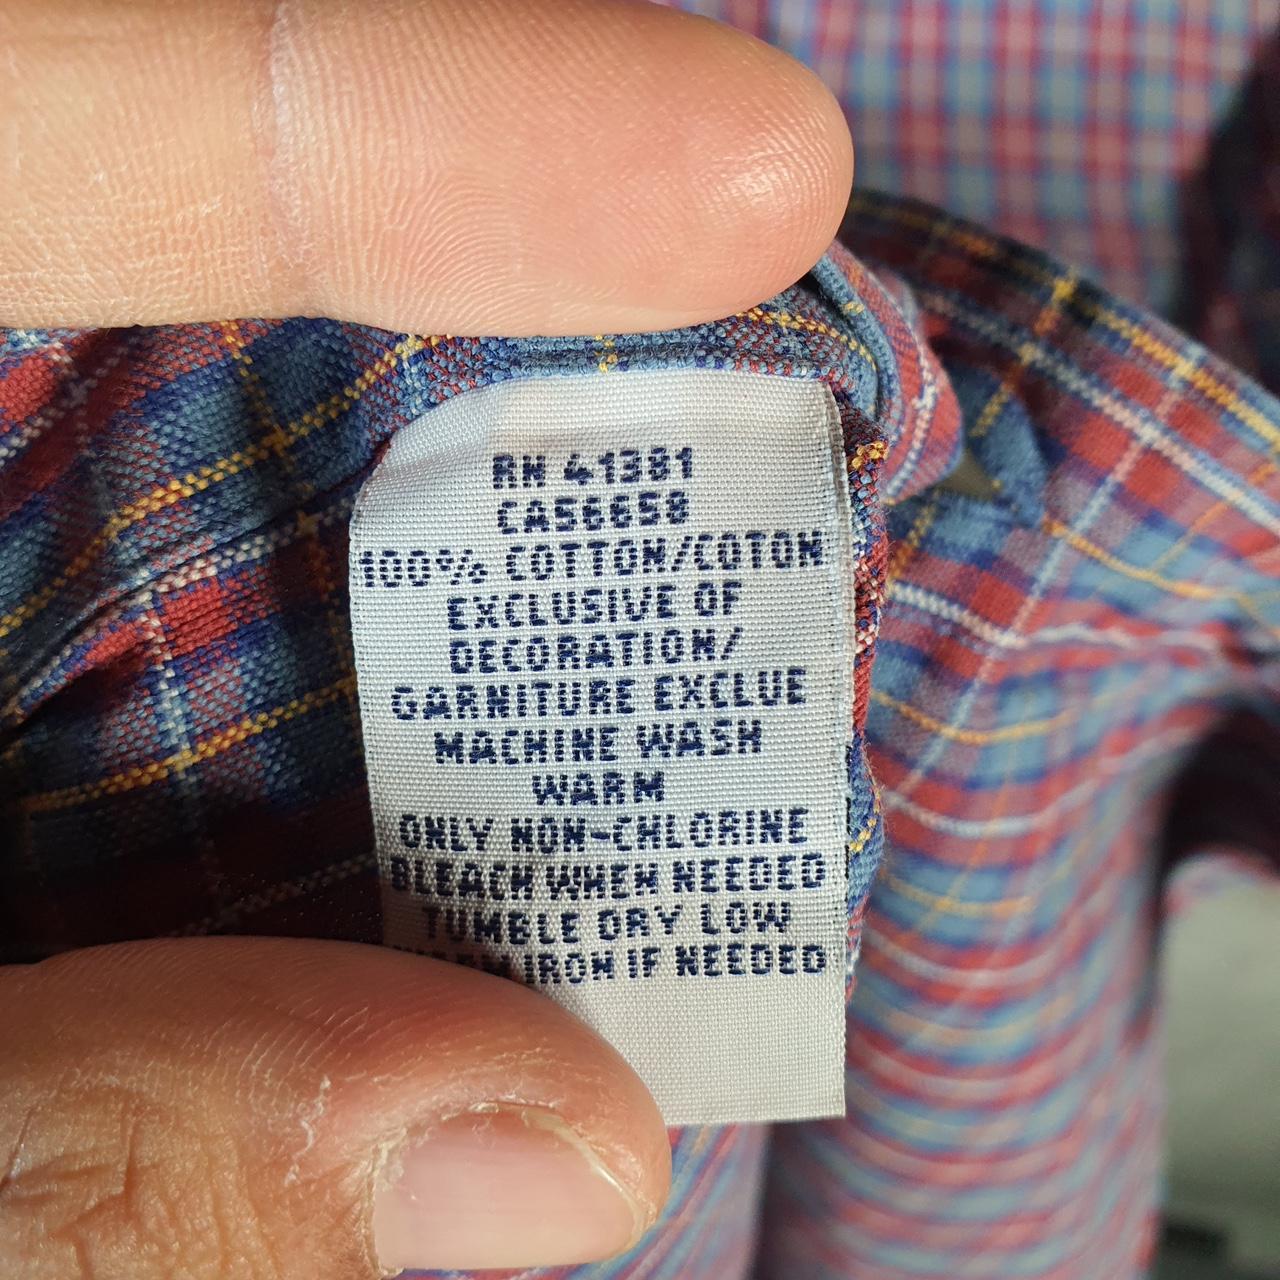 RN 41381
CA56658
100% COTTON/COTON
EXCLUSIVE OF
DECORATION/
GARNITURE EXCLUE
MACHINE WASH
WARM
ONLY NON-CHLORINE
BLEACH WHEN NEEDED
TUMBLE DRY LOW
WARM IRON IF NEEDED